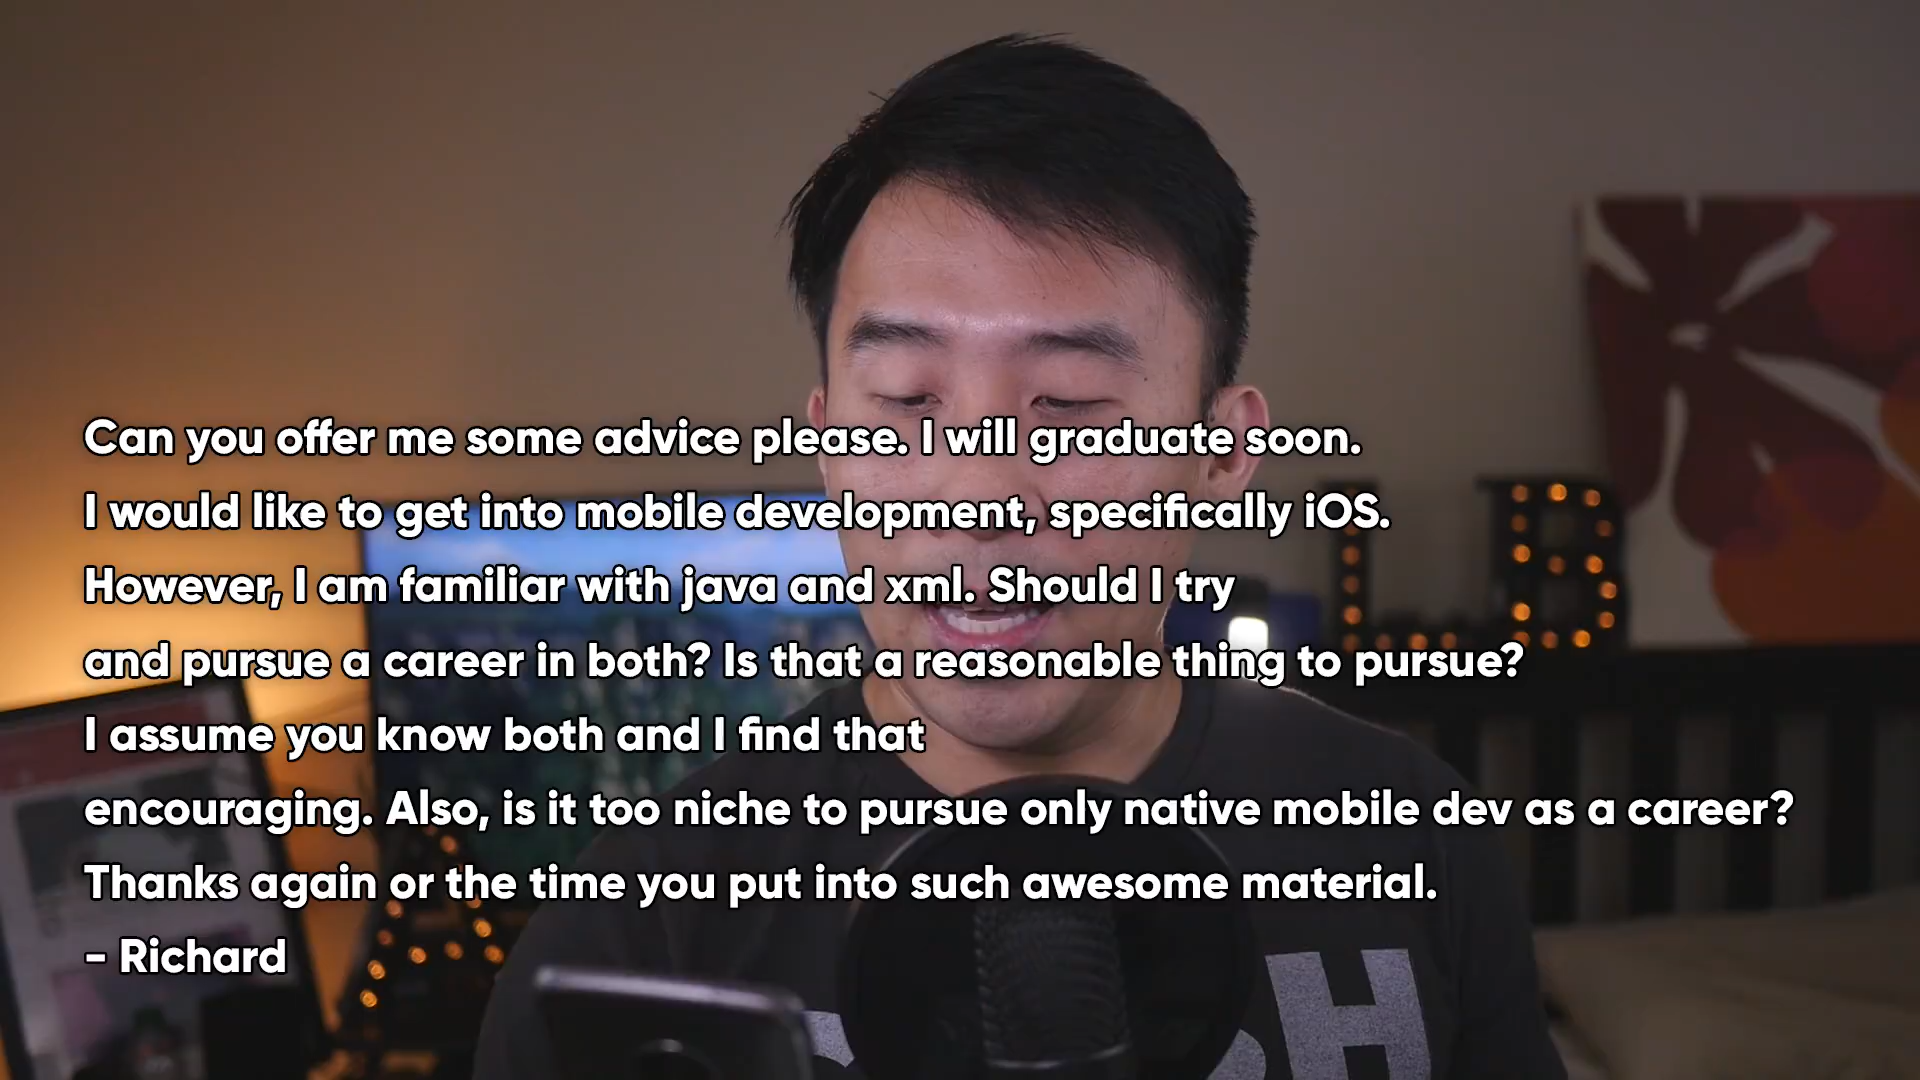 Can you offer me some advice please. I will graduate soon.
I would like to get into mobile development, specifically iOS.
However, I am familiar with java and xml. Should I try
and pursue a career in both? Is that a reasonable thing to pursue?
I assume you know both and I find that
encouraging. Also, is it too niche to pursue only native mobile dev as a career?
Thanks again or the time you put into such awesome material.
- Richard
L B
A
H